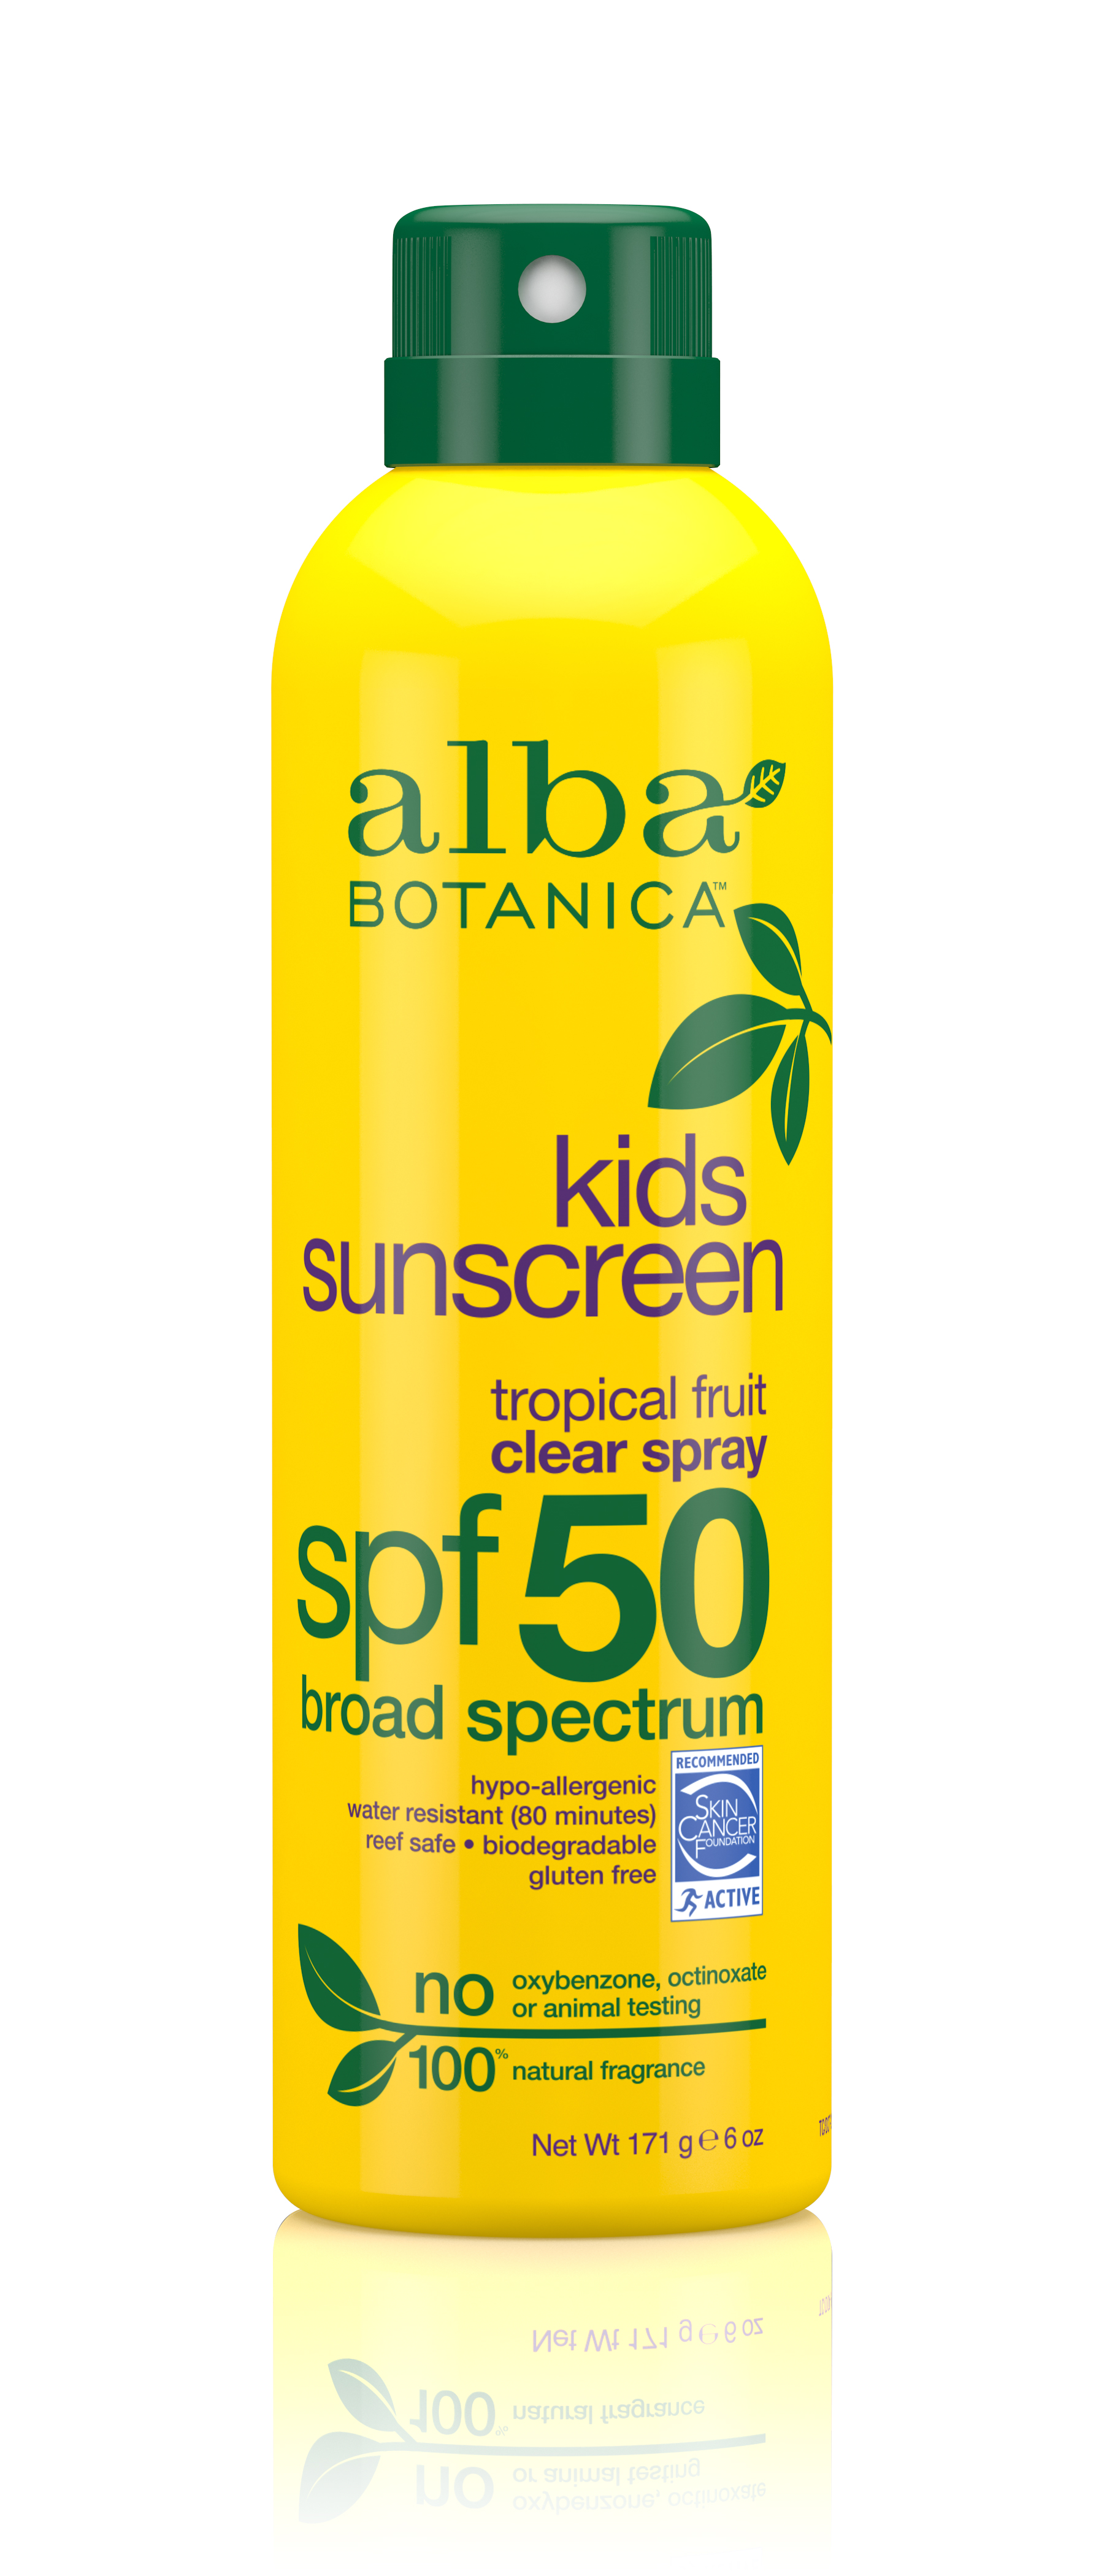 alba
BOTANICA™
kids
sunscreen
tropical fruit
clear spray
spf 50
broad spectrum
hypo-allergenic
water resistant (80 minutes)
reef safe • biodegradable
gluten free
RECOMMENDED
SKIN
CANCER
FOUNDATION
ACTIVE
no oxybenzone, octinoxate
or animal testing
100% natural fragrance
Net Wt 171 g ℮ 6 oz